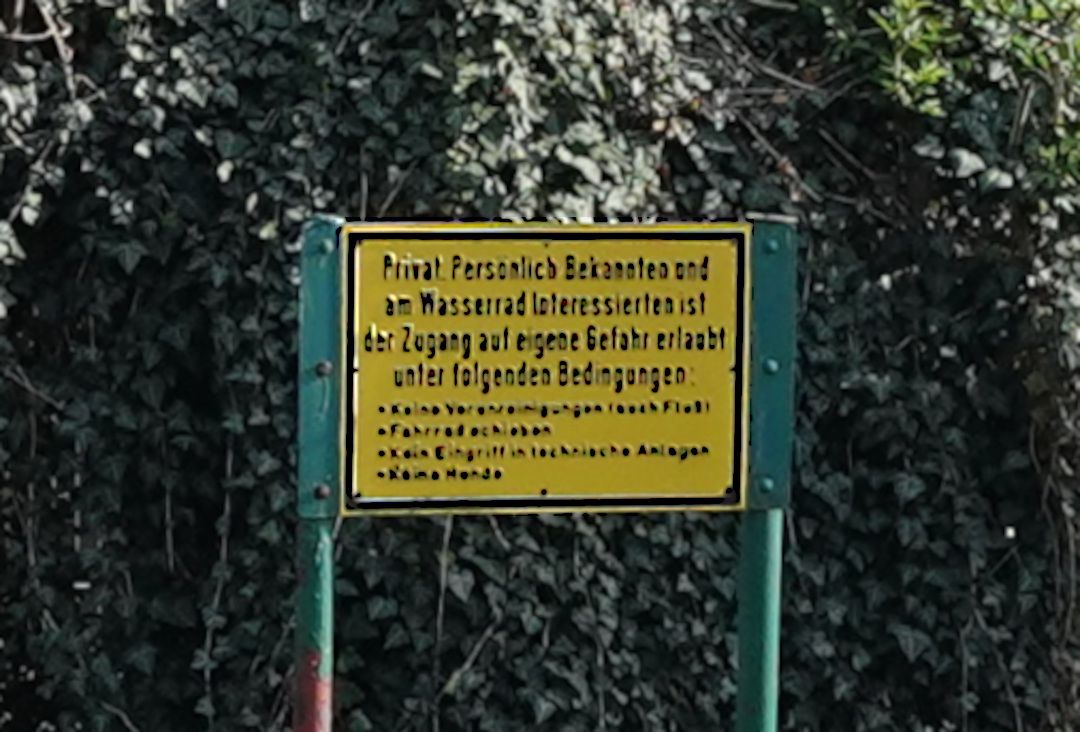 Privat. Persönlich Bekannten und
am Wasserrad Interessierten ist
der Zugang auf eigene Gefahr erlaubt
unter folgenden Bedingungen:
• Keine Verunreinigungen (auch Fluß)
• Fahrrad schieben
• Kein Eingriff in technische Anlagen
• Keine Hunde